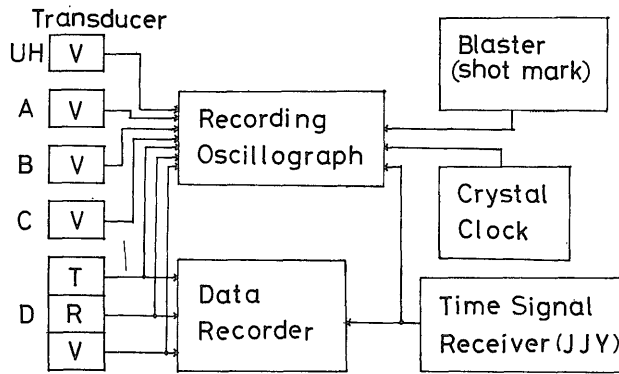 Transducer
UH V
A V
B V
C V
D
T
R
V
Recording
Oscillograph
Data
Recorder
Blaster
(shot mark)
Crystal
Clock
Time Signal
Receiver (JJY)